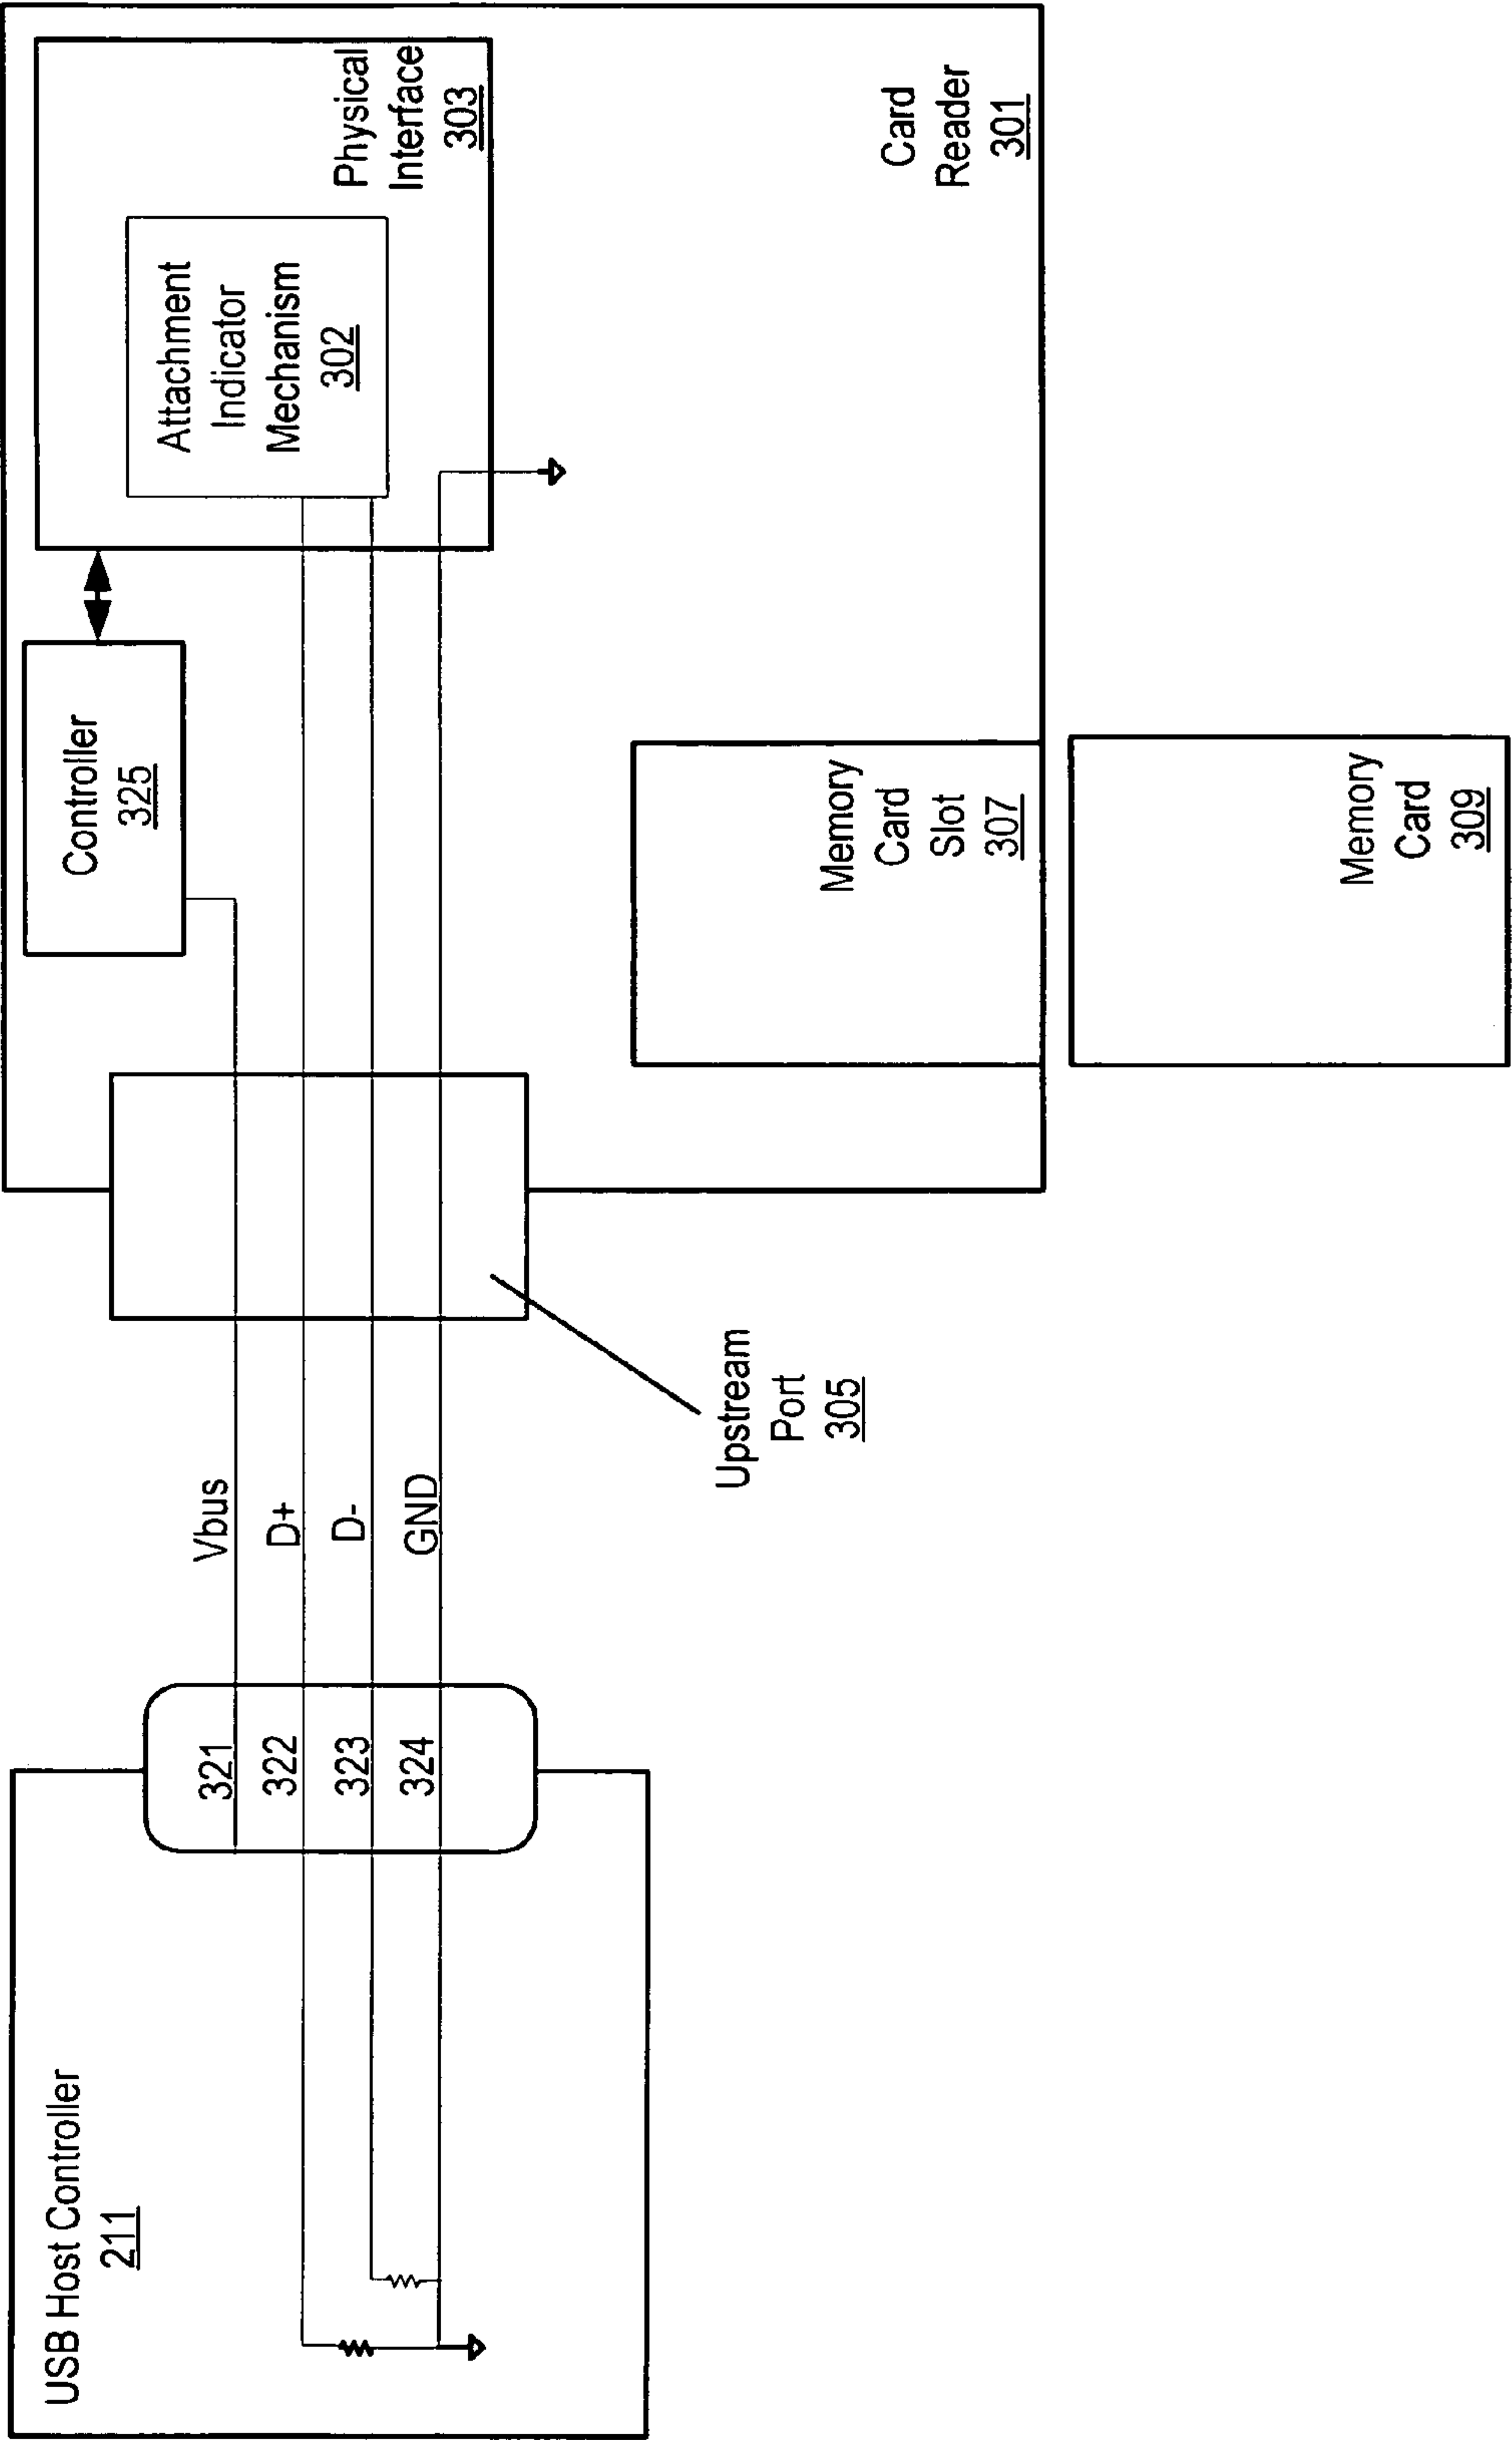 USB Host Controller
211
321
322
323
324
Vbus
D+
D-
GND
Upstream
Port
305
Controller
325
Attachment
Indicator
Mechanism
302
Physical
Interface
303
Memory
Card
Slot
307
Card
Reader
301
Memory
Card
309